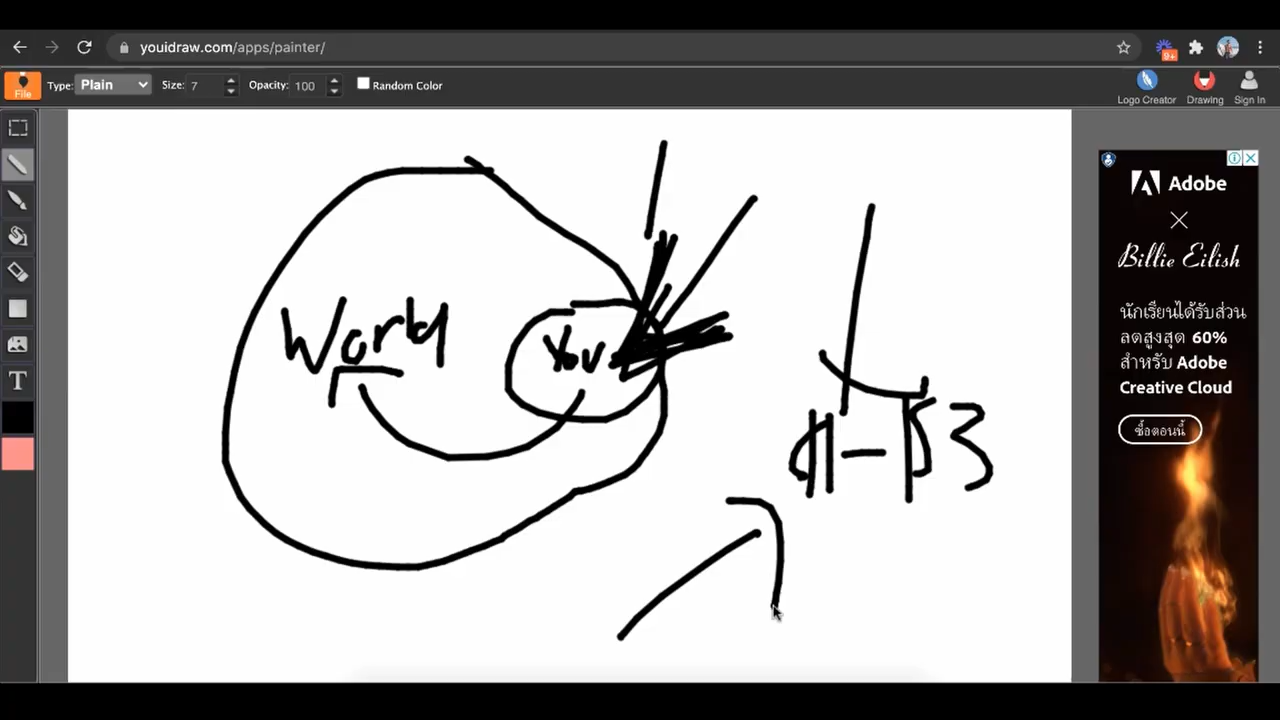 youidraw.com/apps/painter/
9+
File
Type: Plain Size: 7 Opacity: 100 Random Color
Logo Creator Drawing Sign In
World
You
$1-$3
T
Adobe
×
Billie Eilish
นักเรียนได้รับส่วน
ลดสูงสุด 60%
สำหรับ Adobe
Creative Cloud
ซื้อตอนนี้